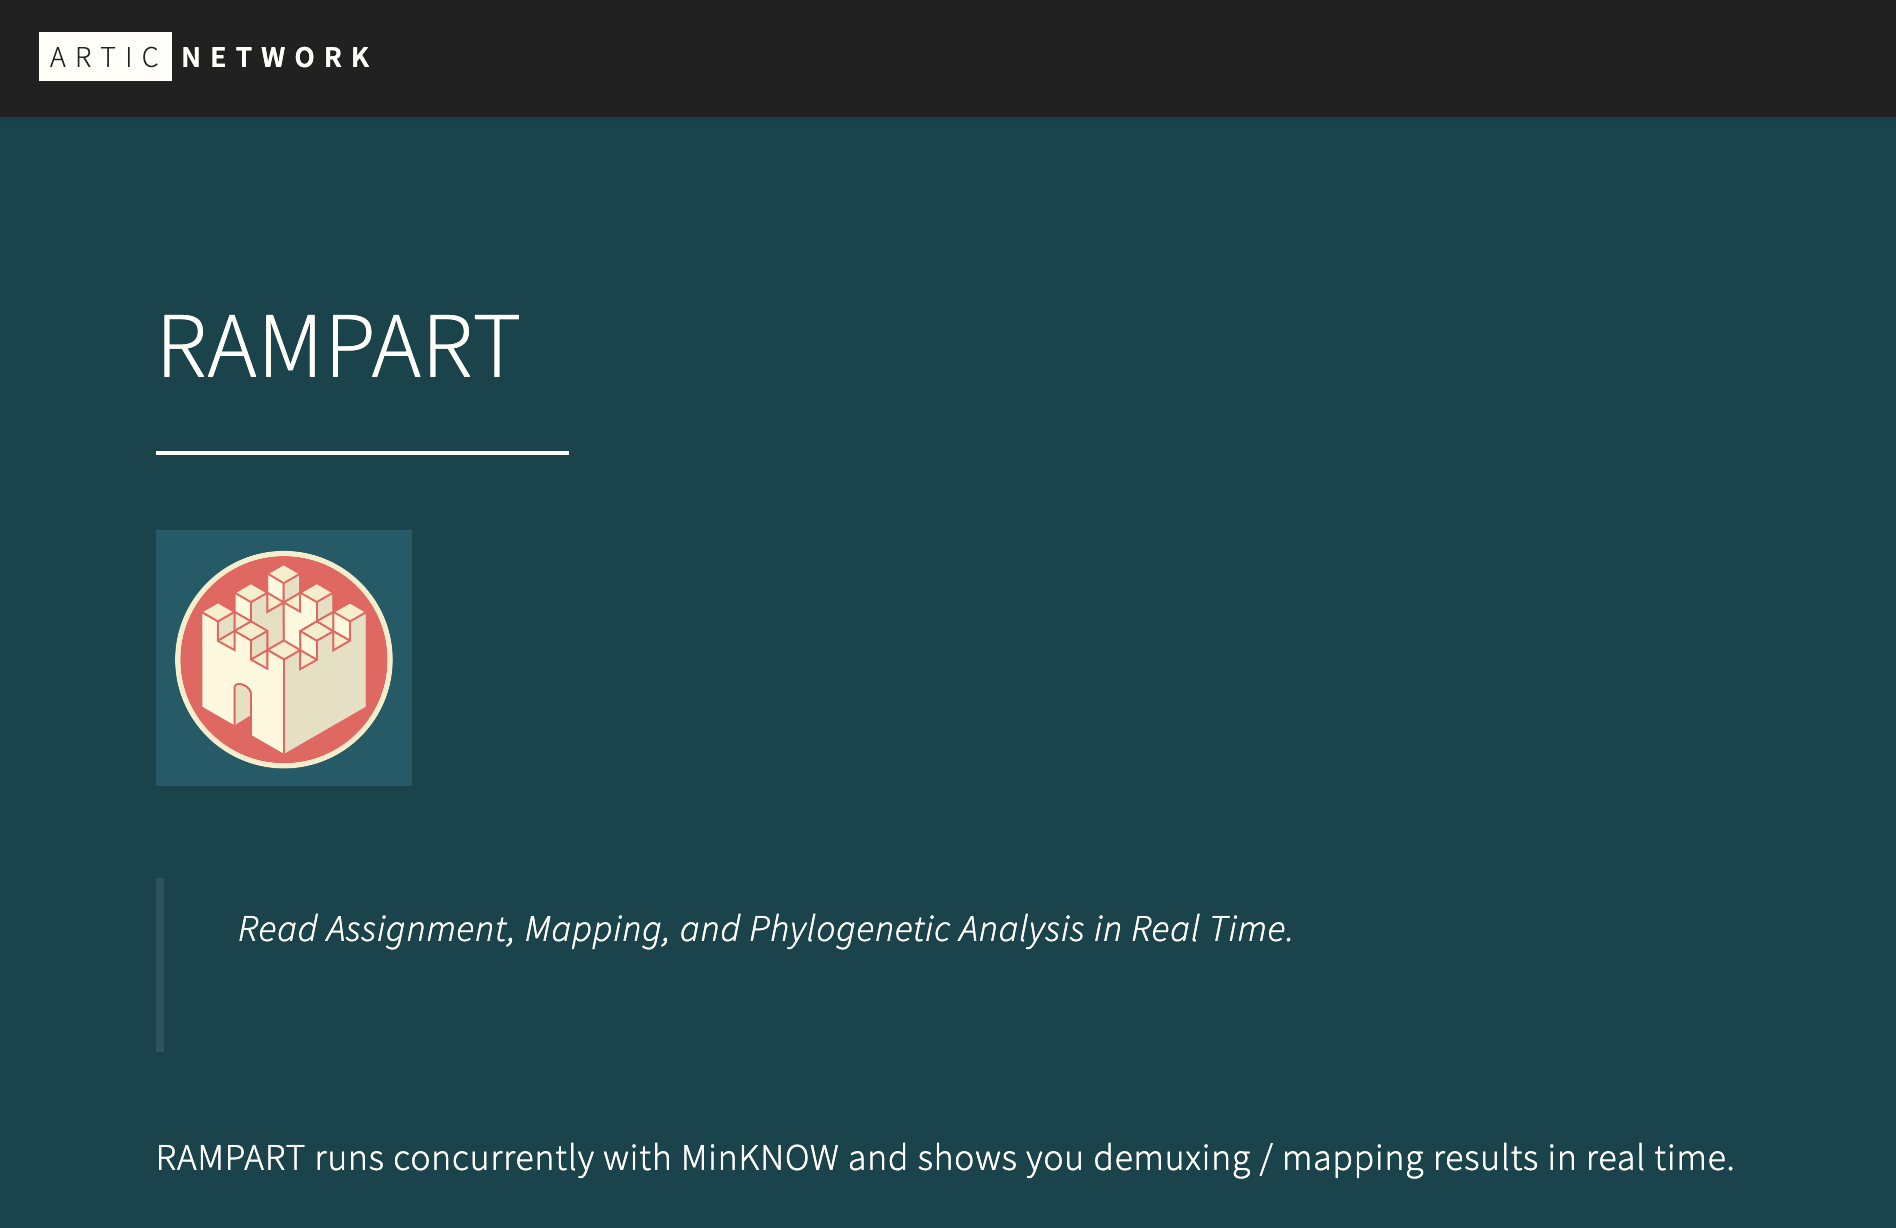 ARTIC NETWORK
RAMPART
Read Assignment, Mapping, and Phylogenetic Analysis in Real Time.
RAMPART runs concurrently with MinKNOW and shows you demuxing / mapping results in real time.